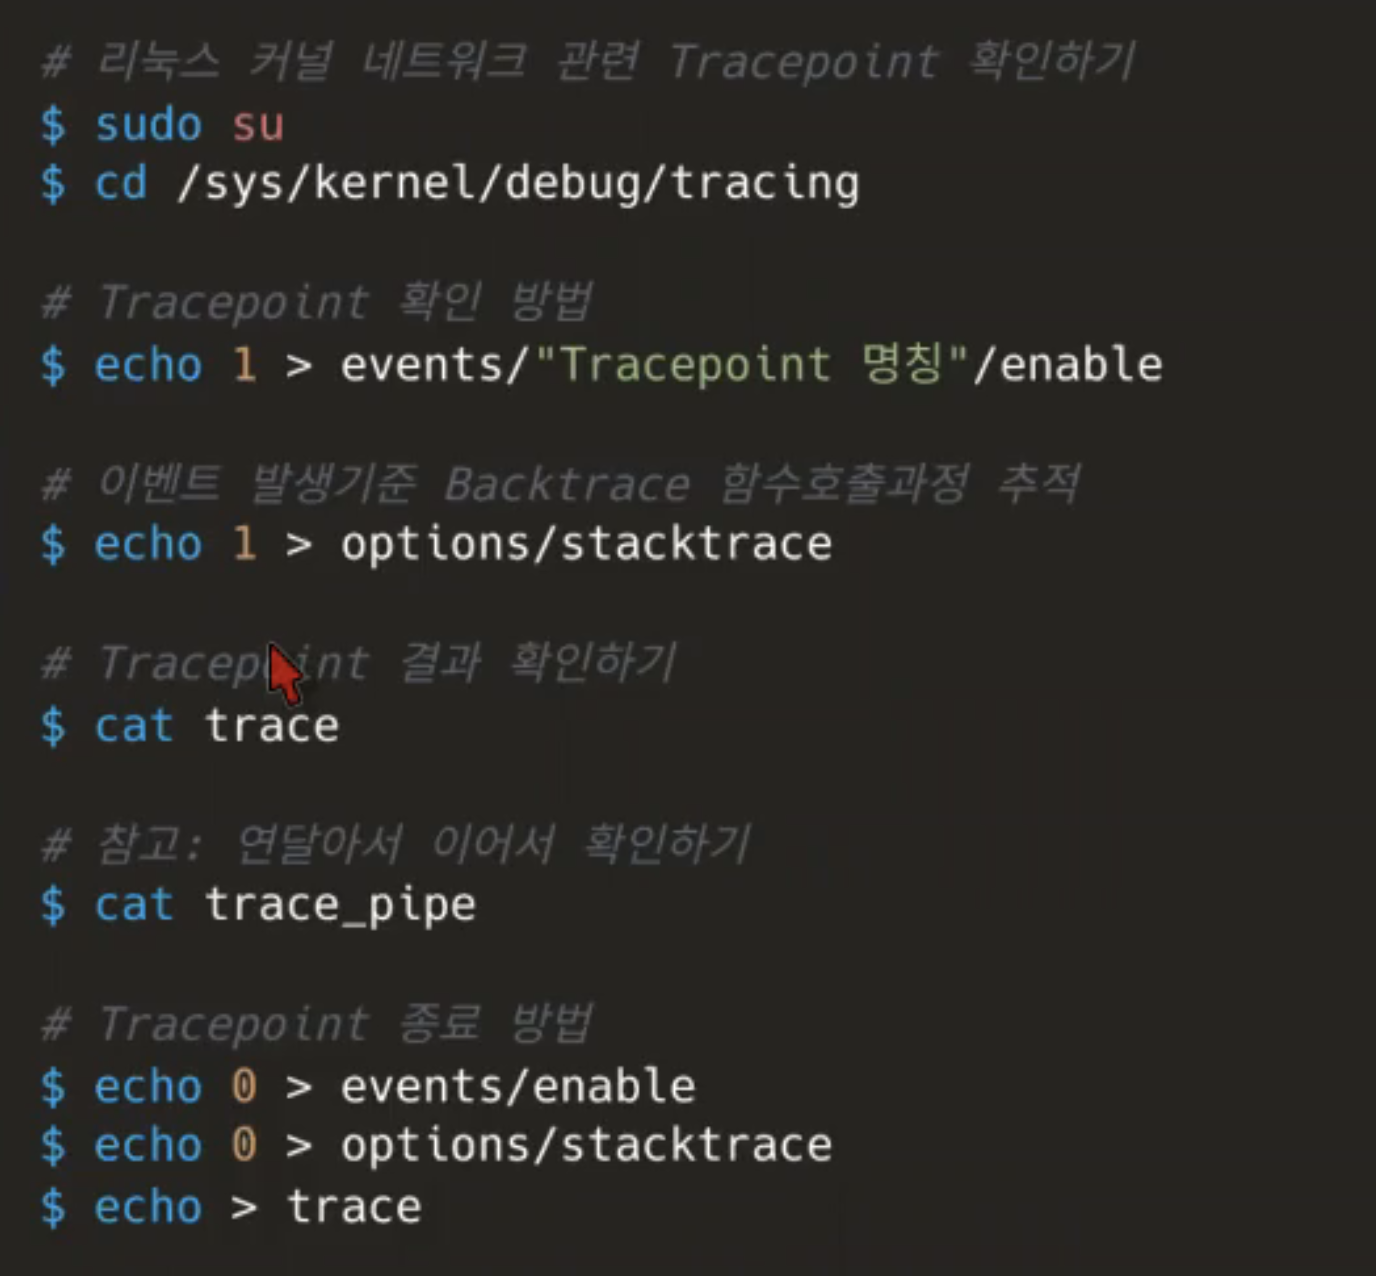 # 리눅스 커널 네트워크 관련 Tracepoint 확인하기
$ sudo su
$ cd /sys/kernel/debug/tracing
# Tracepoint 확인 방법
$ echo 1 > events/"Tracepoint 명칭"/enable
# 이벤트 발생기준 Backtrace 함수호출과정 추적
$ echo 1 > options/stacktrace
# Tracepoint 결과 확인하기
$ cat trace
# 참고: 연달아서 이어서 확인하기
$ cat trace_pipe
# Tracepoint 종료 방법
$ echo 0 > events/enable
$ echo 0 > options/stacktrace
$ echo > trace